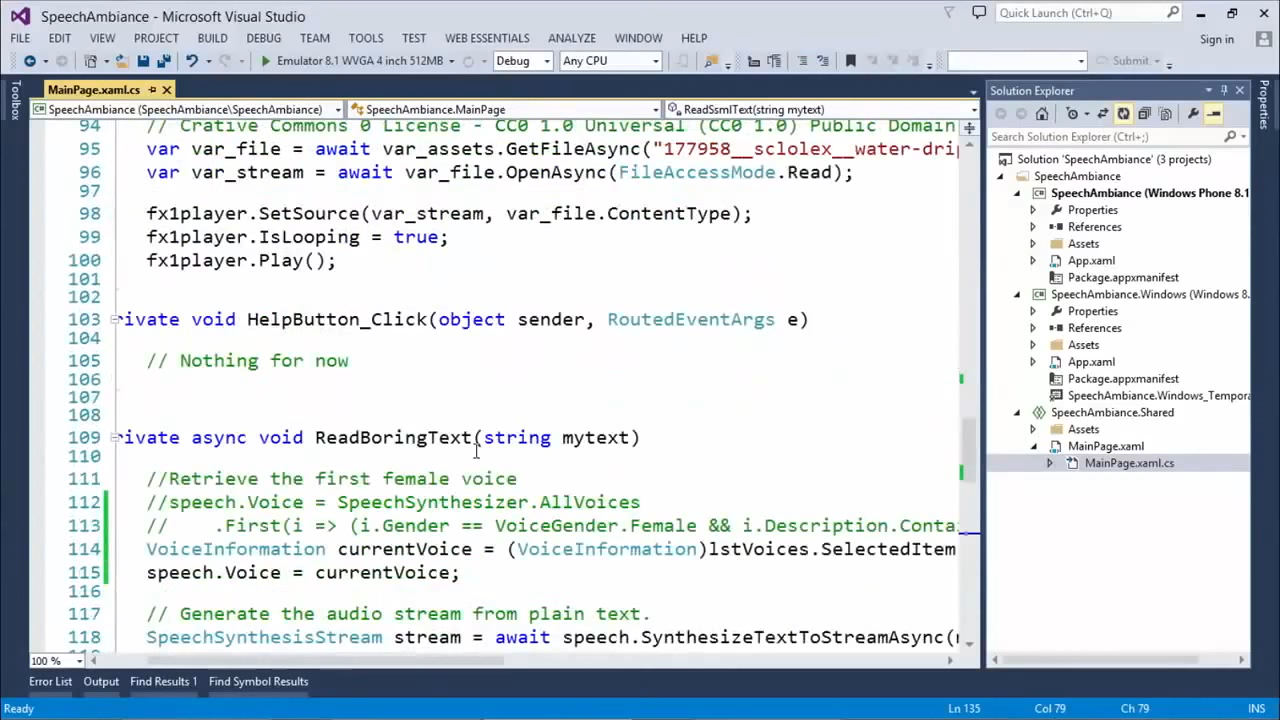 SpeechAmbiance - Microsoft Visual Studio
Quick Launch (Ctrl+Q)
FILE EDIT VIEW PROJECT BUILD DEBUG TEAM TOOLS TEST WEB ESSENTIALS ANALYZE WINDOW HELP
Sign in
Emulator 8.1 WVGA 4 inch 512MB Debug Any CPU Submit
Toolbox
MainPage.xaml.cs
SpeechAmbiance (SpeechAmbiance\SpeechAmbiance) SpeechAmbiance.MainPage ReadSsmlText(string mytext)
94 // Crative Commons 0 License - CC0 1.0 Universal (CC0 1.0) Public Domain
95 var var_file = await var_assets.GetFileAsync("177958__sclolex__water-drip
96 var var_stream = await var_file.OpenAsync(FileAccessMode.Read);
97
98 fx1player.SetSource(var_stream, var_file.ContentType);
99 fx1player.IsLooping = true;
100 fx1player.Play();
101
102
103 rivate void HelpButton_Click(object sender, RoutedEventArgs e)
104
105 // Nothing for now
106
107
108
109 rivate async void ReadBoringText(string mytext)
110
111 //Retrieve the first female voice
112 //speech.Voice = SpeechSynthesizer.AllVoices
113 // .First(i => (i.Gender == VoiceGender.Female && i.Description.Conta
114 VoiceInformation currentVoice = (VoiceInformation)lstVoices.SelectedItem
115 speech.Voice = currentVoice;
116
117 // Generate the audio stream from plain text.
118 SpeechSynthesisStream stream = await speech.SynthesizeTextToStreamAsync(
100 %
Error List Output Find Results 1 Find Symbol Results
Solution Explorer
Search Solution Explorer (Ctrl+;)
Solution 'SpeechAmbiance' (3 projects)
SpeechAmbiance
SpeechAmbiance (Windows Phone 8.1
Properties
References
Assets
App.xaml
Package.appxmanifest
SpeechAmbiance.Windows (Windows 8.
Properties
References
Assets
App.xaml
Package.appxmanifest
SpeechAmbiance.Windows_Tempora
SpeechAmbiance.Shared
Assets
MainPage.xaml
MainPage.xaml.cs
Properties
Ready Ln 135 Col 79 Ch 79 INS